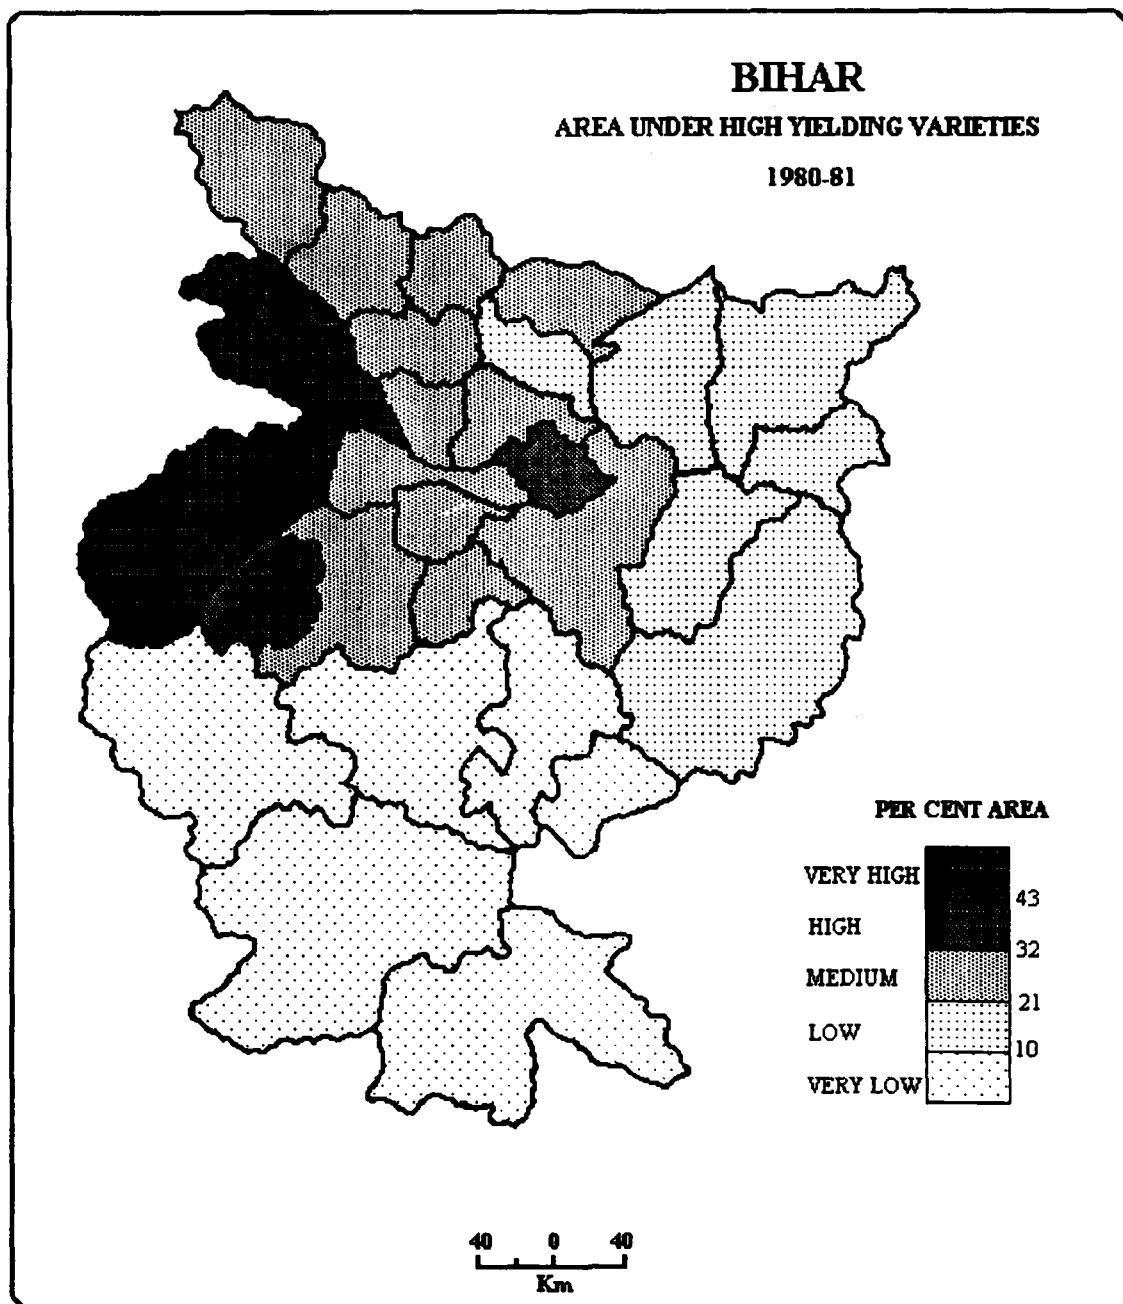 BIHAR
AREA UNDER HIGH YIELDING VARIETIES
1980-81
PER CENT AREA
VERY HIGH
43
HIGH
32
MEDIUM
21
LOW
10
VERY LOW
40 0 40
Km